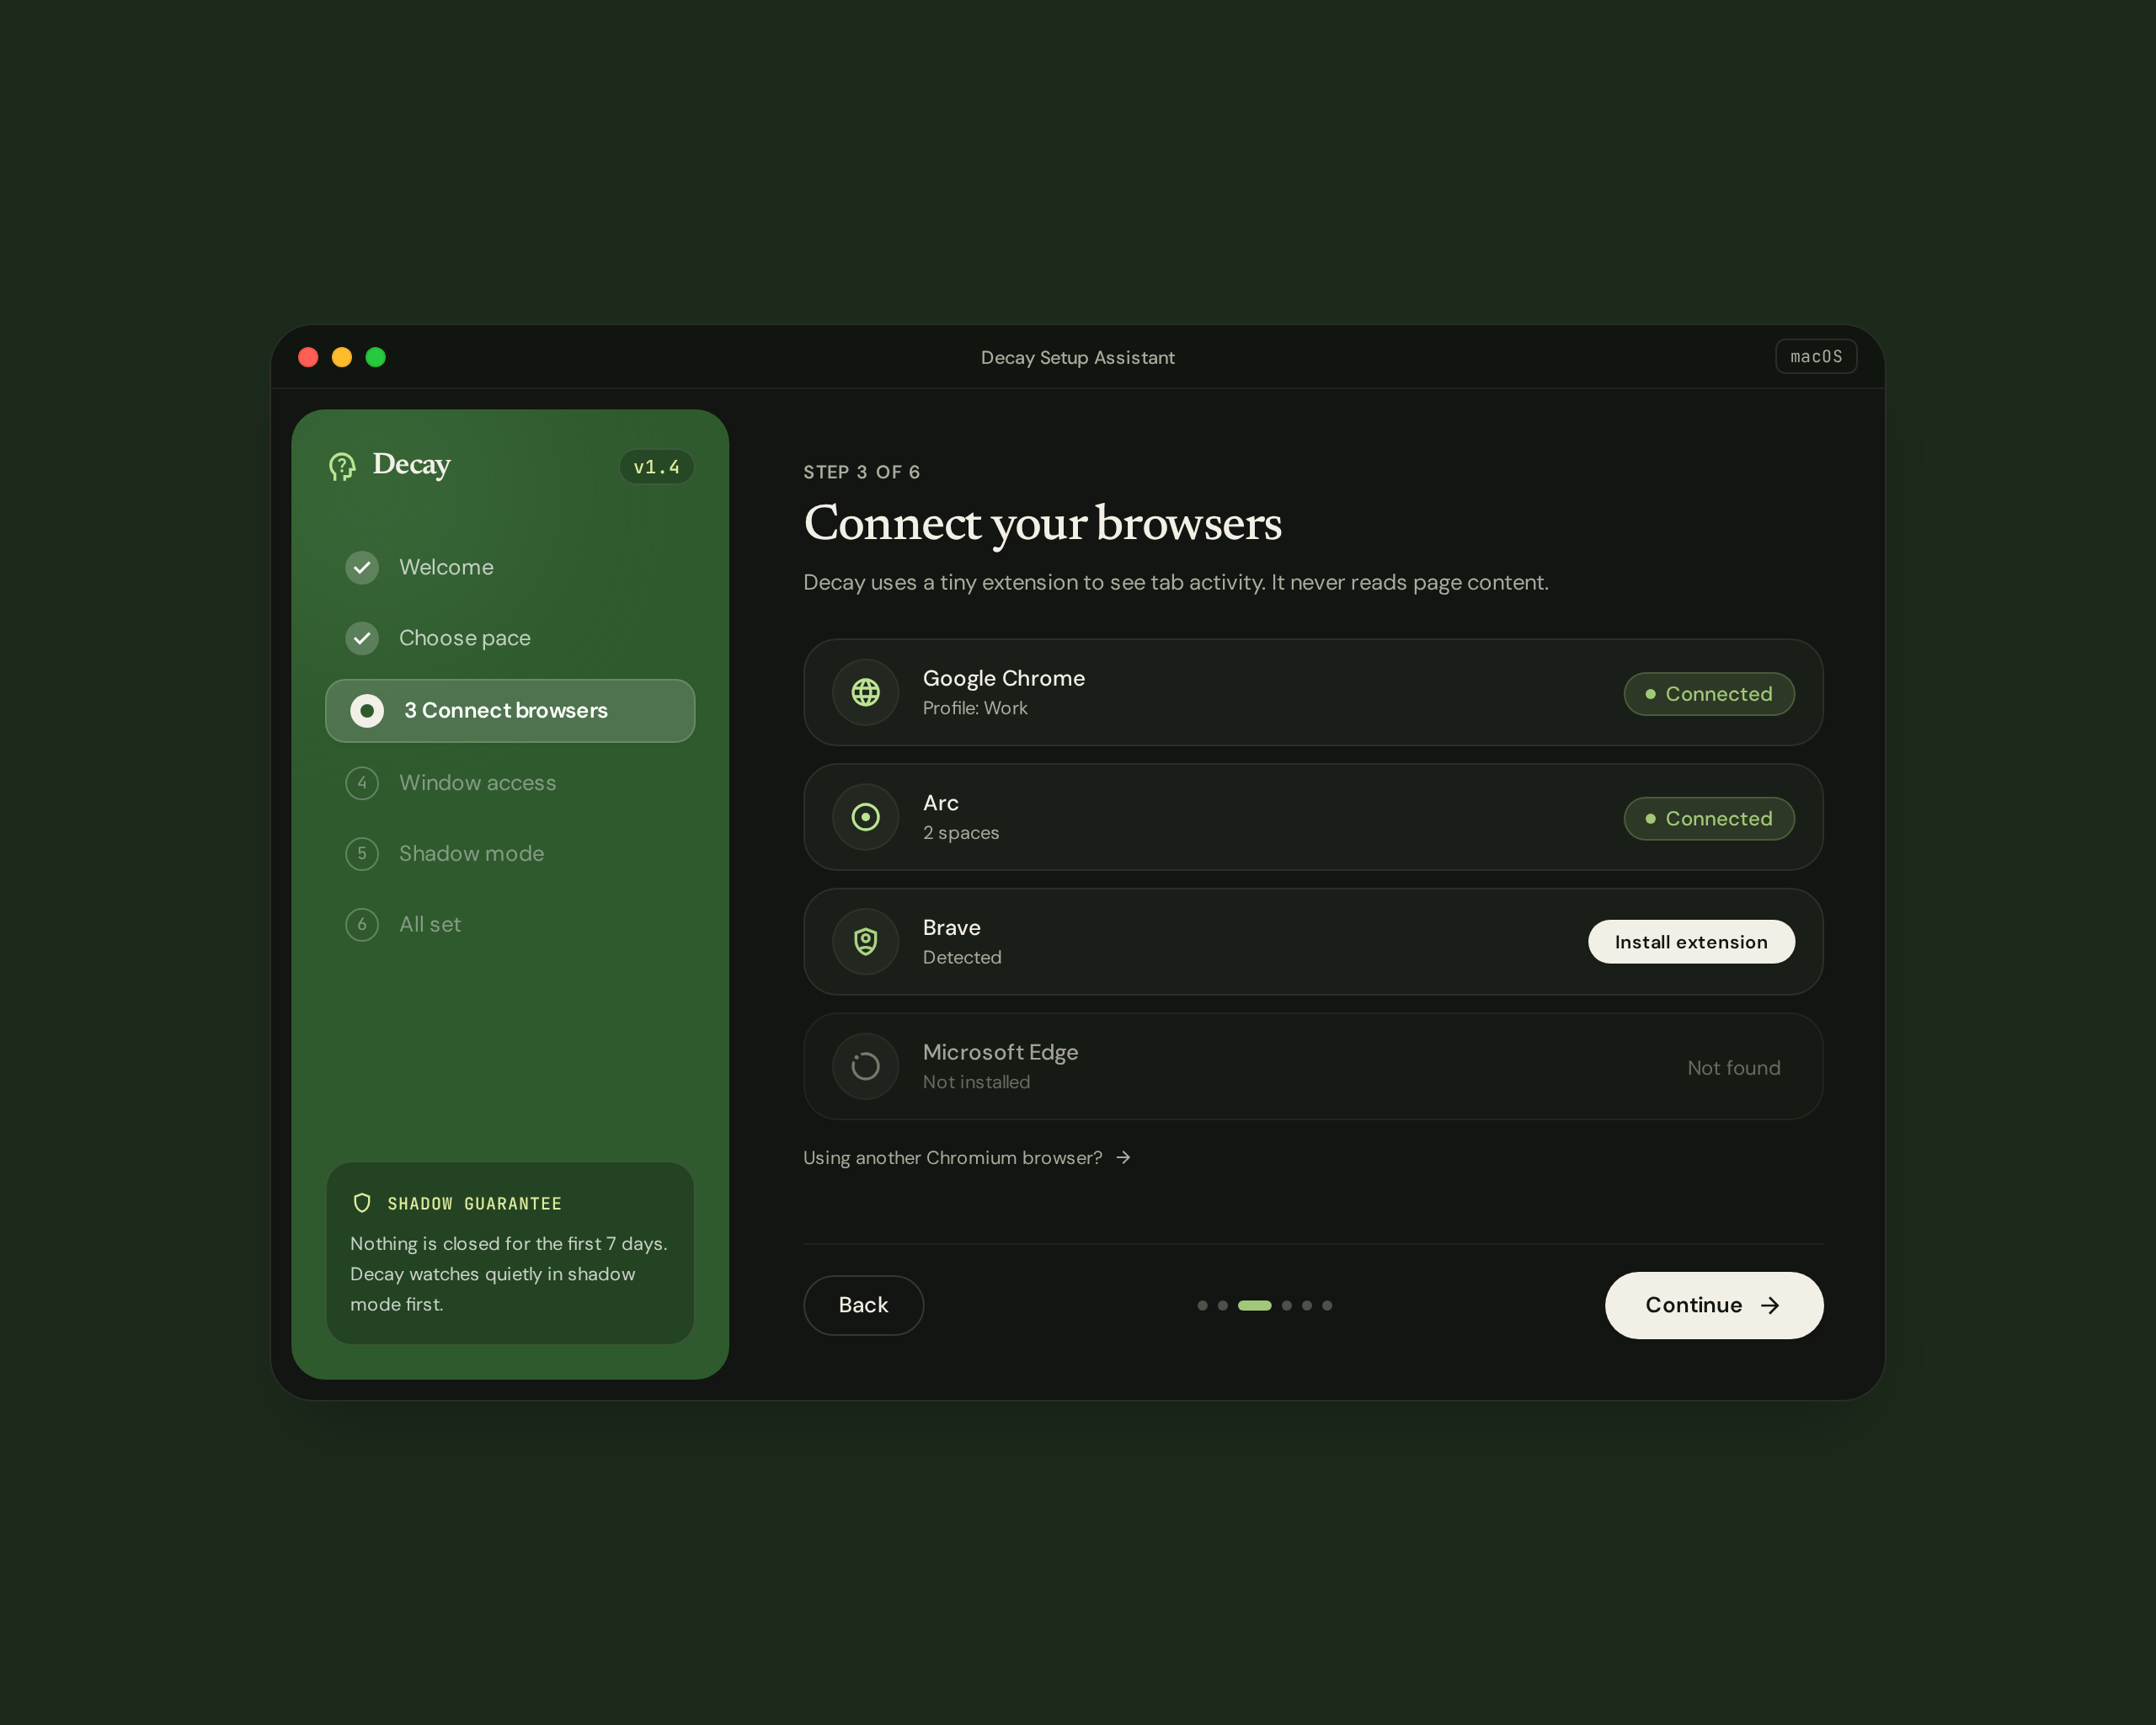 Decay Setup Assistant
macOS
Decay
v1.4
Welcome
Choose pace
3 Connect browsers
4 Window access
5 Shadow mode
6 All set
SHADOW GUARANTEE
Nothing is closed for the first 7 days.
Decay watches quietly in shadow
mode first.
STEP 3 OF 6
Connect your browsers
Decay uses a tiny extension to see tab activity. It never reads page content.
Google Chrome
Profile: Work
Connected
Arc
2 spaces
Connected
Brave
Detected
Install extension
Microsoft Edge
Not installed
Not found
Using another Chromium browser? →
Back
Continue →